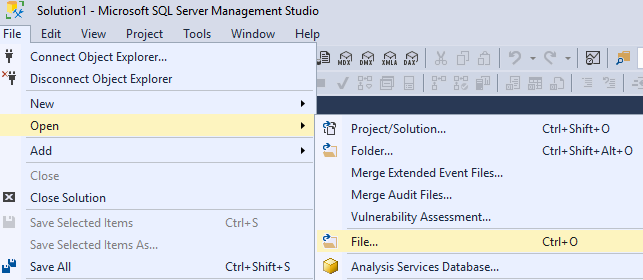 Solution1 - Microsoft SQL Server Management Studio
File Edit View Project Tools Window Help
Connect Object Explorer...
MDX DMX XMLA DAX
Disconnect Object Explorer
New
Open
Project/Solution... Ctrl+Shift+O
Add
Folder... Ctrl+Shift+Alt+O
Close
Merge Extended Event Files...
Close Solution
Merge Audit Files...
Save Selected Items Ctrl+S
Vulnerability Assessment...
Save Selected Items As...
File... Ctrl+O
Save All Ctrl+Shift+S
Analysis Services Database...